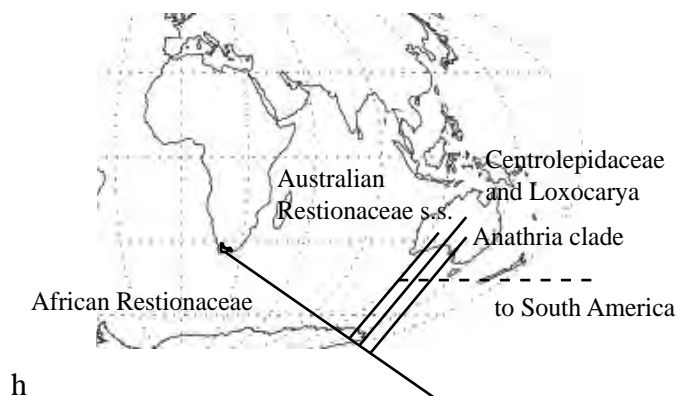 Centrolepidaceae
and Loxocarya
Australian
Restionaceae s.s.
Anathria clade
African Restionaceae
to South America
h